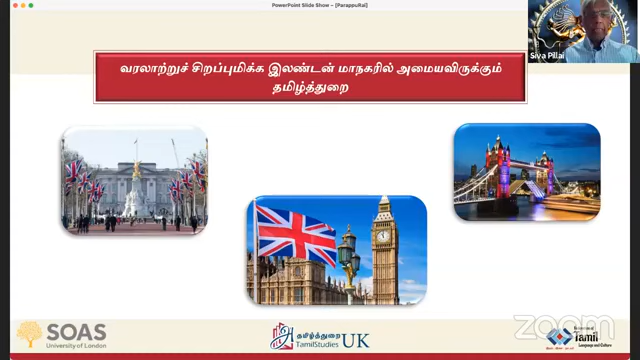 PowerPoint Slide Show - [ParappuRai]
Siva Pillai
வரலாற்றுச் சிறப்புமிக்க இலண்டன் மாநகரில் அமையவிருக்கும்
தமிழ்த்துறை
SOAS
University of London
தமிழ்த்துறை
TamilStudies UK
zoom
Tamil
Language and Culture